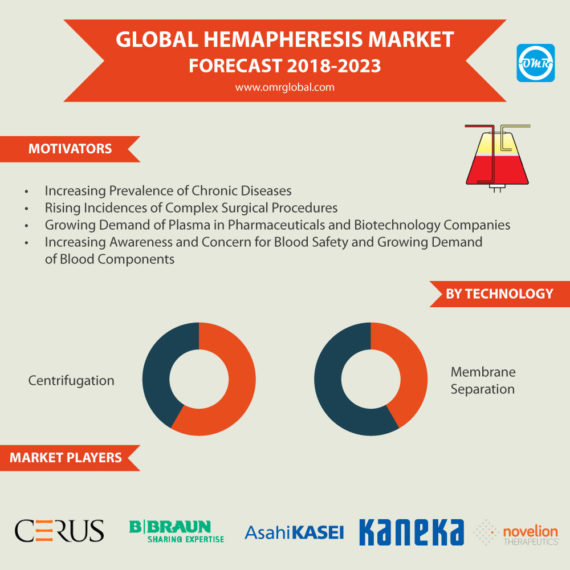 GLOBAL HEMAPHERESIS MARKET
FORECAST 2018-2023
www.omrglobal.com
OMR
MOTIVATORS
• Increasing Prevalence of Chronic Diseases
• Rising Incidences of Complex Surgical Procedures
• Growing Demand of Plasma in Pharmaceuticals and Biotechnology Companies
• Increasing Awareness and Concern for Blood Safety and Growing Demand
of Blood Components
BY TECHNOLOGY
Centrifugation
Membrane
Separation
MARKET PLAYERS
CERUS
B|BRAUN
SHARING EXPERTISE
AsahiKASEI
kaneka
novelion
THERAPEUTICS